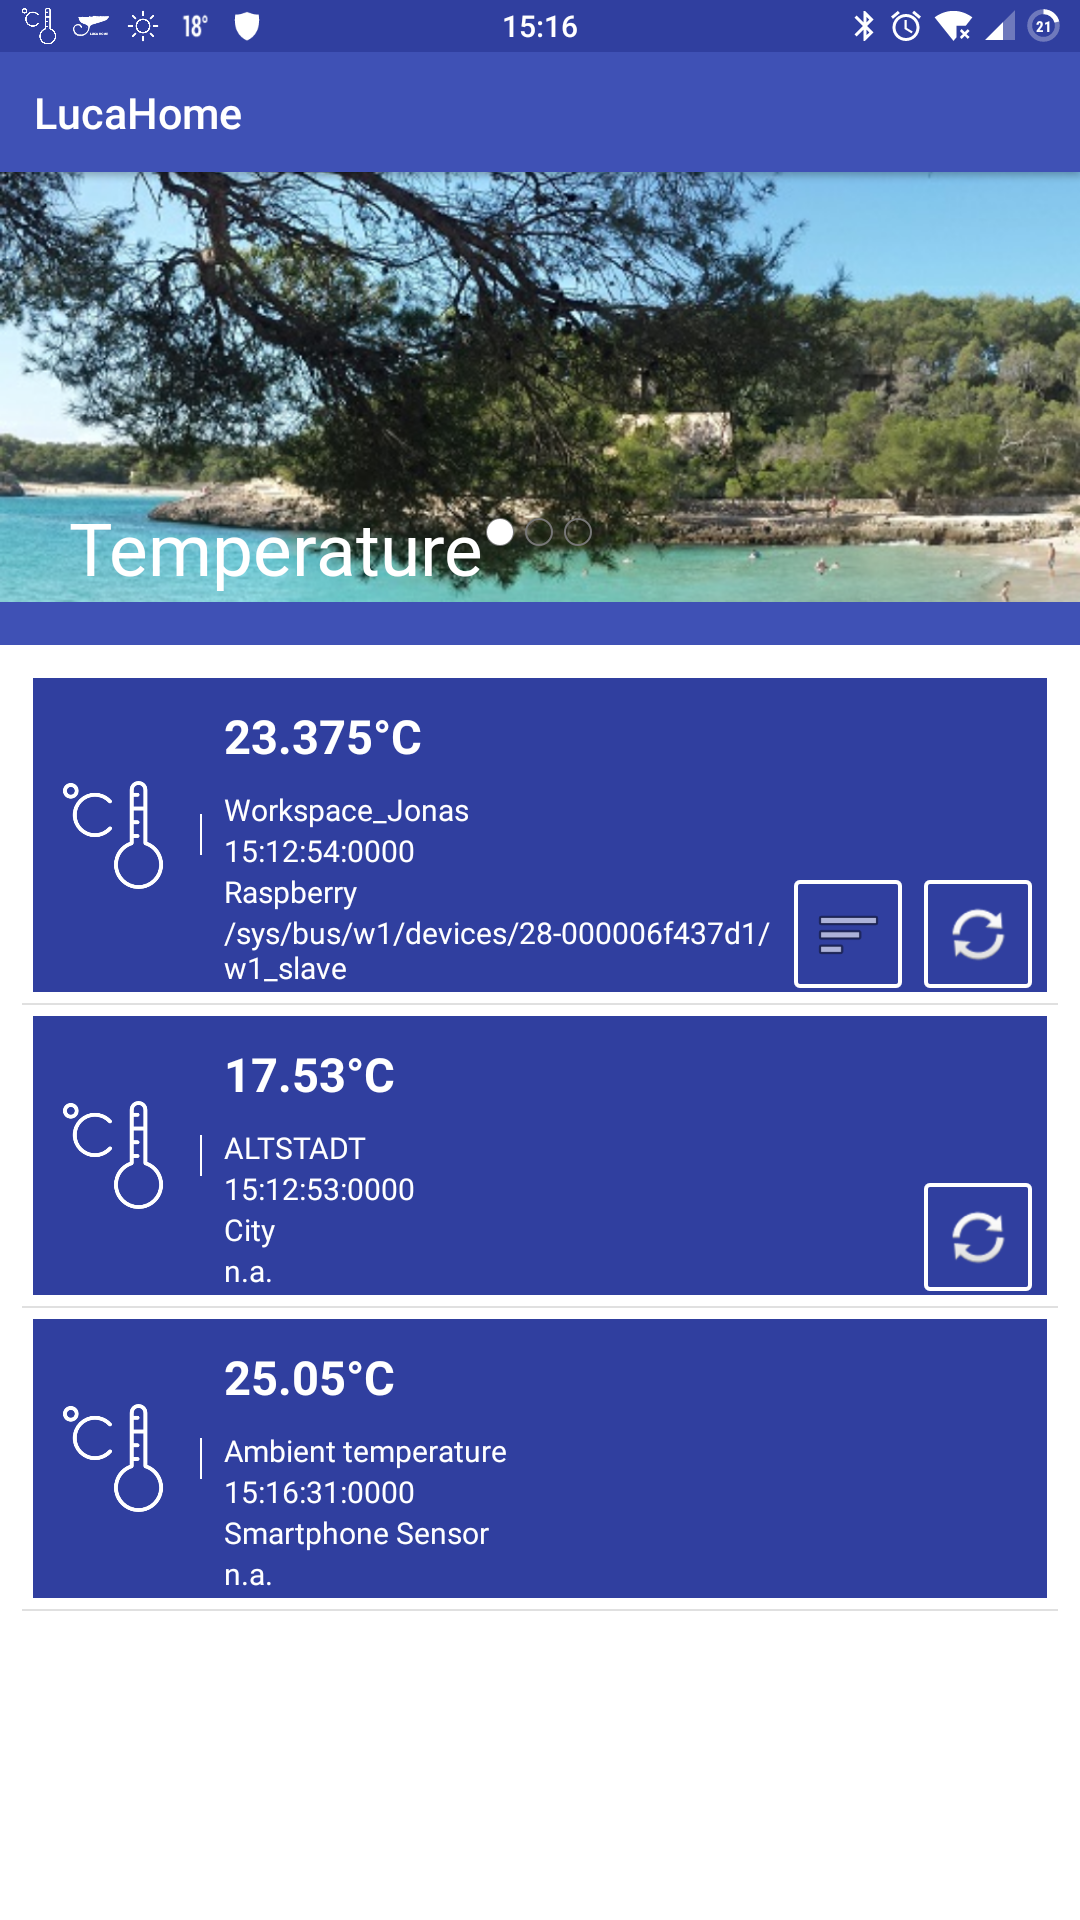 18°
15:16
21
LucaHome
Temperature
23.375°C
Workspace_Jonas
15:12:54:0000
Raspberry
/sys/bus/w1/devices/28-000006f437d1/
w1_slave
17.53°C
ALTSTADT
15:12:53:0000
City
n.a.
25.05°C
Ambient temperature
15:16:31:0000
Smartphone Sensor
n.a.